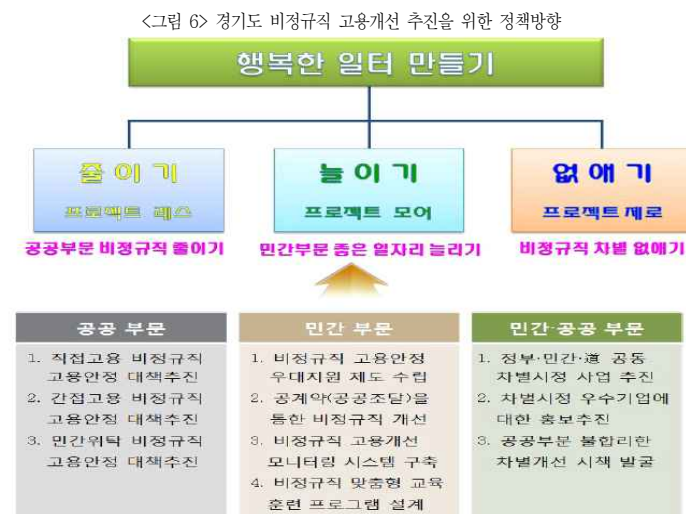 <그림 6> 경기도 비정규직 고용개선 추진을 위한 정책방향
행복한 일터 만들기
줄 이 기
프로젝트 레스
공공부문 비정규직 줄이기
늘 이 기
프로젝트 모어
민간부문 좋은 일자리 늘리기
없 애 기
프로젝트 제로
비정규직 차별 없애기
공공 부문
1. 직접고용 비정규직
고용안정 대책추진
2. 간접고용 비정규직
고용안정 대책추진
3. 민간위탁 비정규직
고용안정 대책추진
민간 부문
1. 비정규직 고용안정
우대지원 제도 수립
2. 공계약(공공조달)을
통한 비정규직 개선
3. 비정규직 고용개선
모니터링 시스템 구축
4. 비정규직 맞춤형 교육
훈련 프로그램 설계
민간·공공 부문
1. 정부·민간·道 공동
차별시정 사업 추진
2. 차별시정 우수기업에
대한 홍보추진
3. 공공부문 불합리한
차별개선 시책 발굴